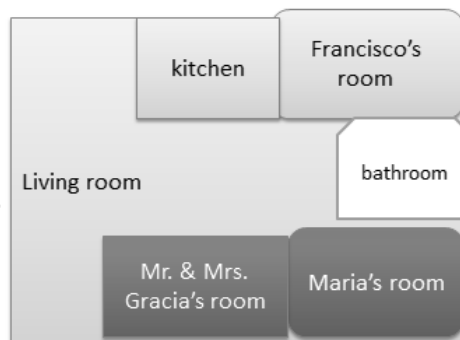 kitchen
Francisco's
room
Living room
bathroom
Mr. & Mrs.
Gracia's room
Maria's room